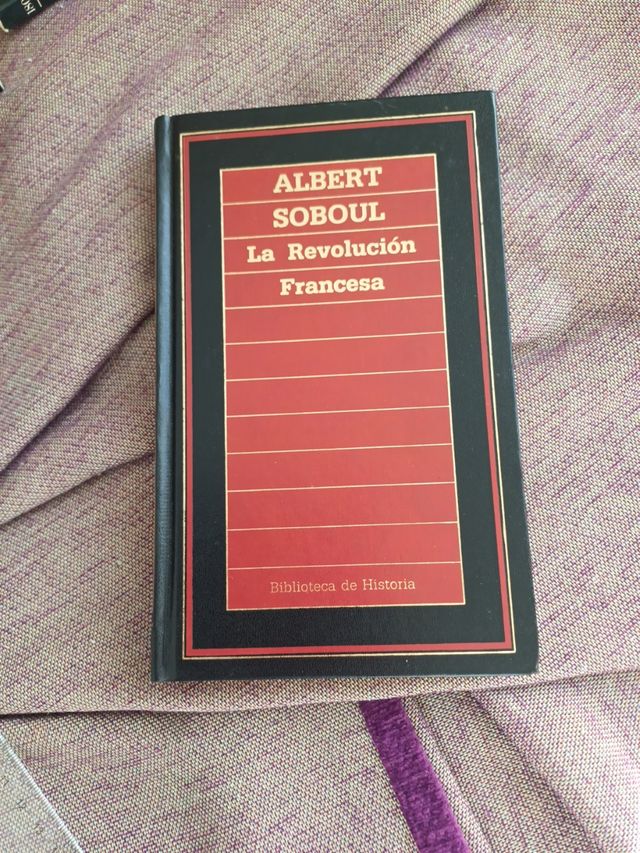 ALBERT
SOBOUL
La Revolución
Francesa
Biblioteca de Historia